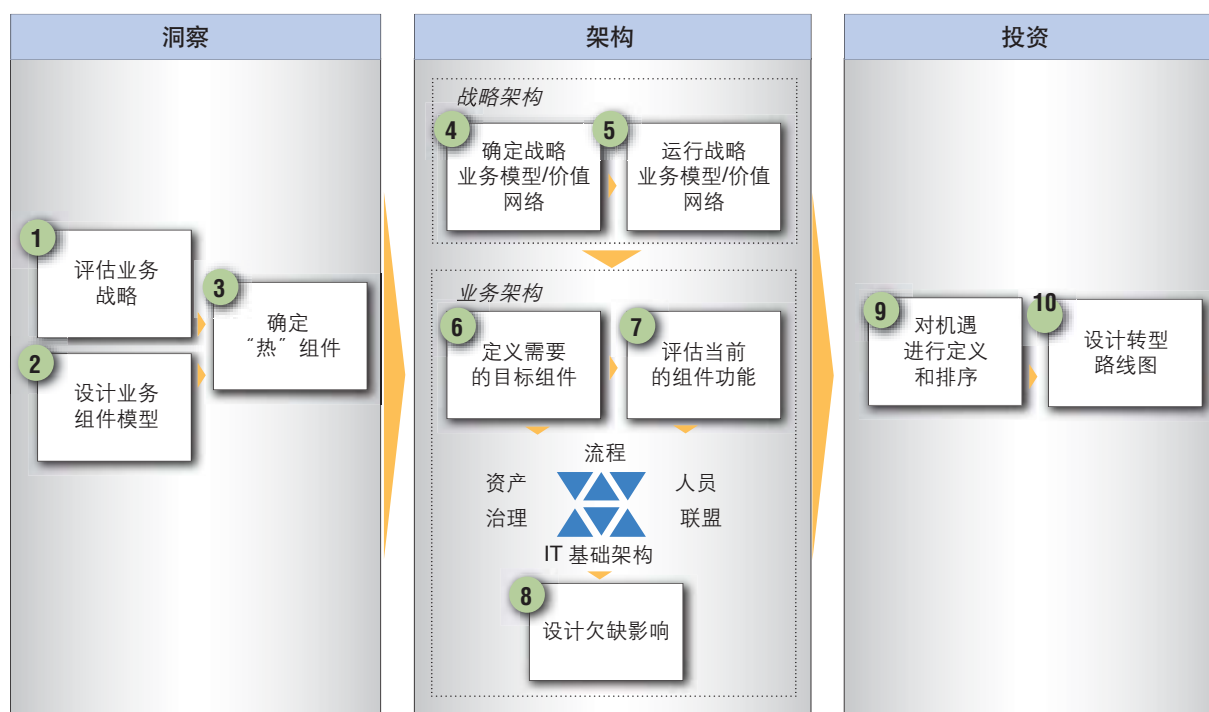 洞察
1
评估业务
战略
2
设计业务
组件模型
3
确定
“热”组件
架构
战略架构
4
确定战略
业务模型/价值
网络
5
运行战略
业务模型/价值
网络
业务架构
6
定义需要
的目标组件
7
评估当前
的组件功能
流程
资产
人员
治理
联盟
IT 基础架构
8
设计欠缺影响
投资
9
对机遇
进行定义
和排序
10
设计转型
路线图